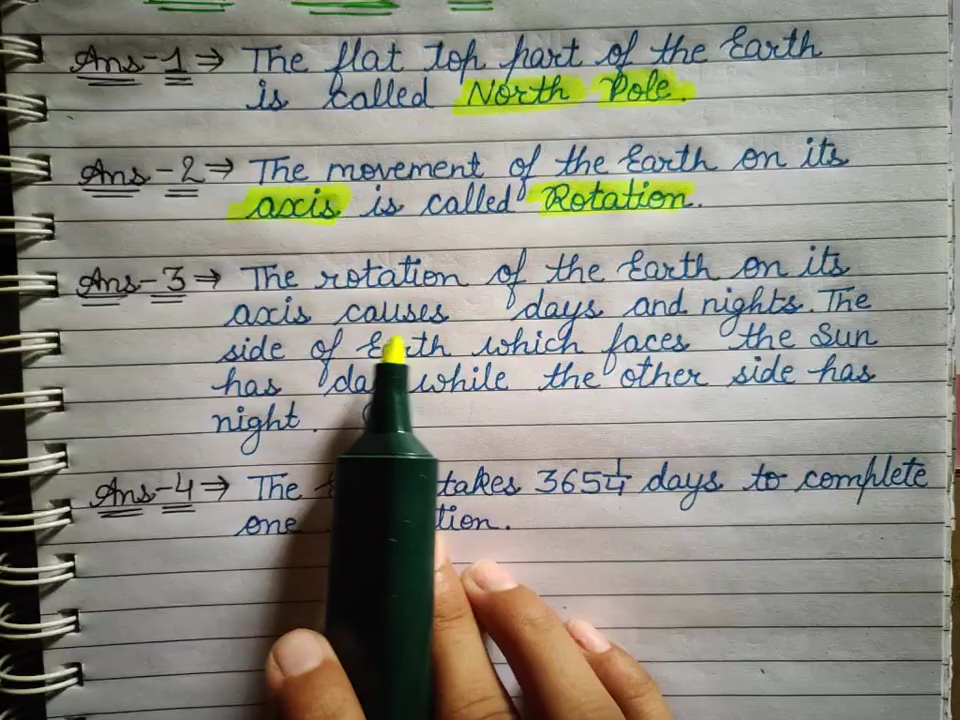 Ans-1⇒ The flat top part of the Earth
is called North Pole.
Ans-2⇒ The movement of the Earth on its
axis is called Rotation.
Ans-3⇒ The rotation of the Earth on its
axis causes days and nights. The
side of Earth which faces the Sun
has while the other side has
night.
Ans-4⇒ The takes 365 1/4 days to complete
one